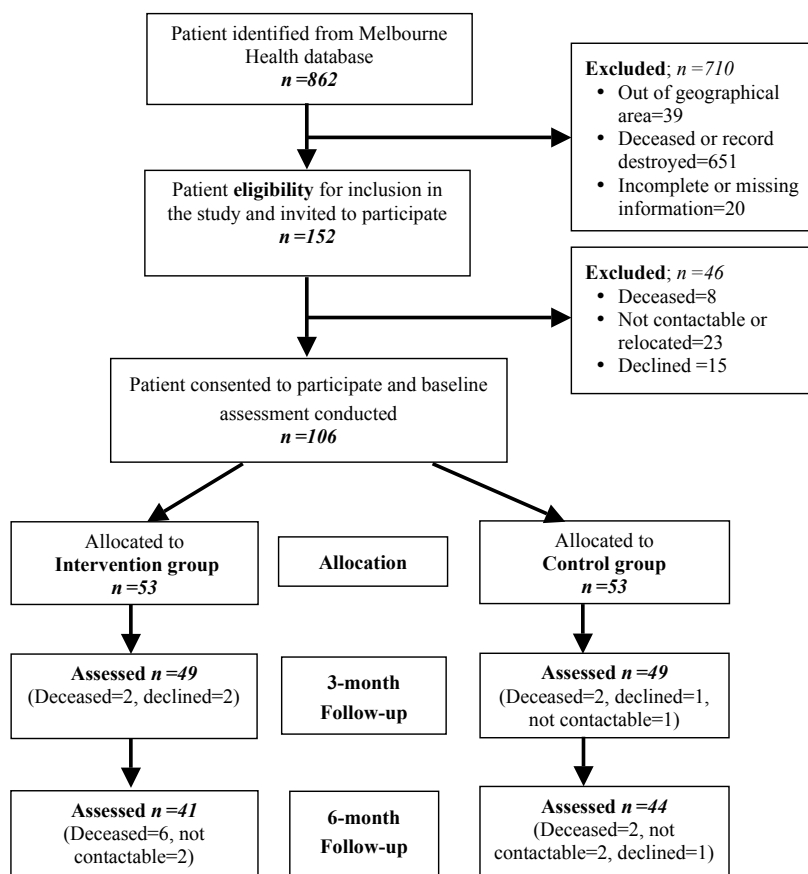 Patient identified from Melbourne
Health database
n=862
Excluded; n=710
• Out of geographical
area=39
• Deceased or record
destroyed=651
• Incomplete or missing
information=20
Patient eligibility for inclusion in
the study and invited to participate
n=152
Excluded; n=46
• Deceased=8
• Not contactable or
relocated=23
• Declined =15
Patient consented to participate and baseline
assessment conducted
n=106
Allocated to
Intervention group
n=53
Allocation
Allocated to
Control group
n=53
Assessed n=49
(Deceased=2, declined=2)
3-month
Follow-up
Assessed n=49
(Deceased=2, declined=1,
not contactable=1)
Assessed n=41
(Deceased=6, not
contactable=2)
6-month
Follow-up
Assessed n=44
(Deceased=2, not
contactable=2, declined=1)